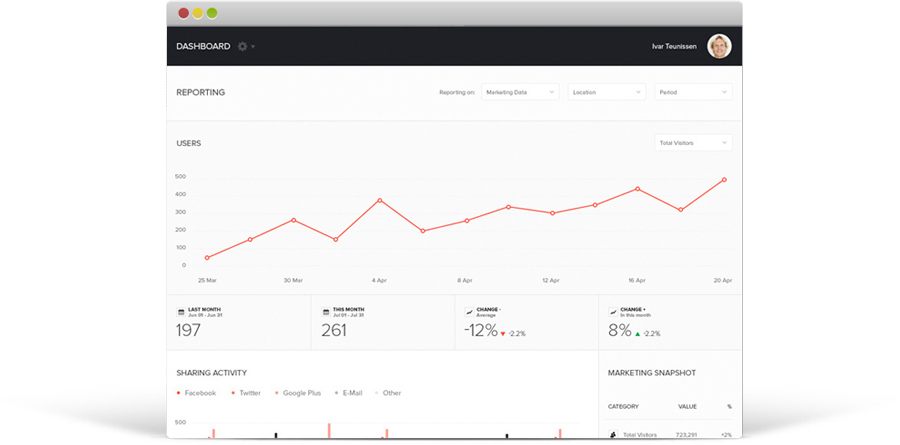 DASHBOARD
Ivar Teunissen
REPORTING
Reporting on: Marketing Data Location Period
USERS
Total Visitors
500
400
300
200
100
0
25 Mar 30 Mar 4 Apr 8 Apr 12 Apr 16 Apr 20 Apr
LAST MONTH THIS MONTH CHANGE - CHANGE +
Jun 01 - Jun 31 Jul 01 - Jul 31 Average In this month
197 261 -12% -2.2% 8% -2.2%
SHARING ACTIVITY MARKETING SNAPSHOT
Facebook Twitter Google Plus E-Mail Other
CATEGORY VALUE %
500
Total Visitors 723,291 +2%